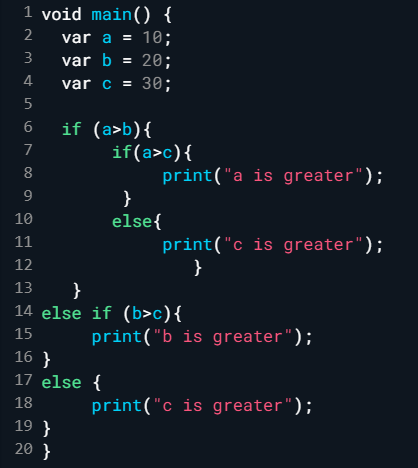 1 void main() {
2   var a = 10;
3   var b = 20;
4   var c = 30;
5
6   if (a>b){
7        if(a>c){
8             print("a is greater");
9         }
10       else{
11            print("c is greater");
12               }
13    }
14 else if (b>c){
15      print("b is greater");
16 }
17 else {
18      print("c is greater");
19 }
20 }